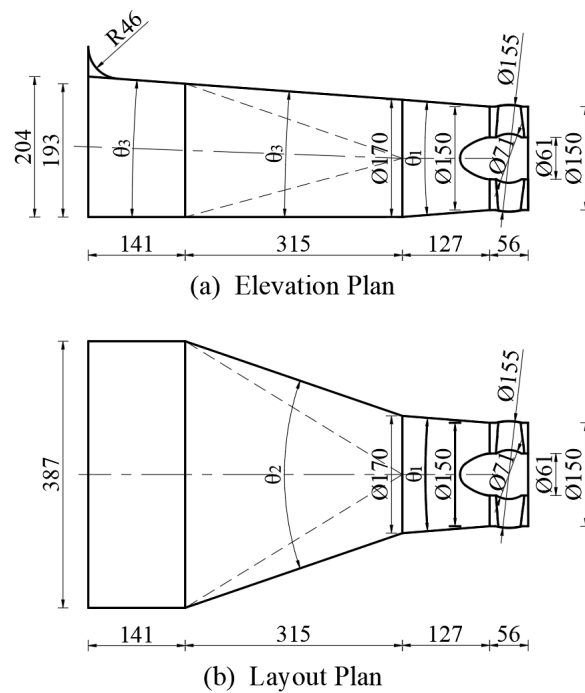 R46
Ø155
204
193
θ3
θ3
Ø170
θ1
Ø150
Ø71
Ø61
Ø150
141
315
127
56
(a) Elevation Plan
Ø155
387
θ2
Ø170
θ1
Ø150
Ø71
Ø61
Ø150
141
315
127
56
(b) Layout Plan